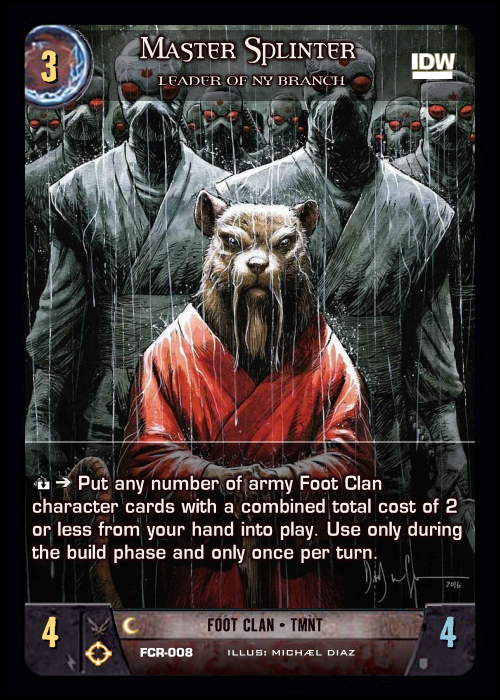 3
MASTER SPLINTER
IDW
LEADER OF NY BRANCH
➔ Put any number of army Foot Clan
character cards with a combined total cost of 2
or less from your hand into play. Use only during
the build phase and only once per turn.
2016
4
FOOT CLAN • TMNT
4
FCR-008
ILLUS: MICHÆL DIAZ